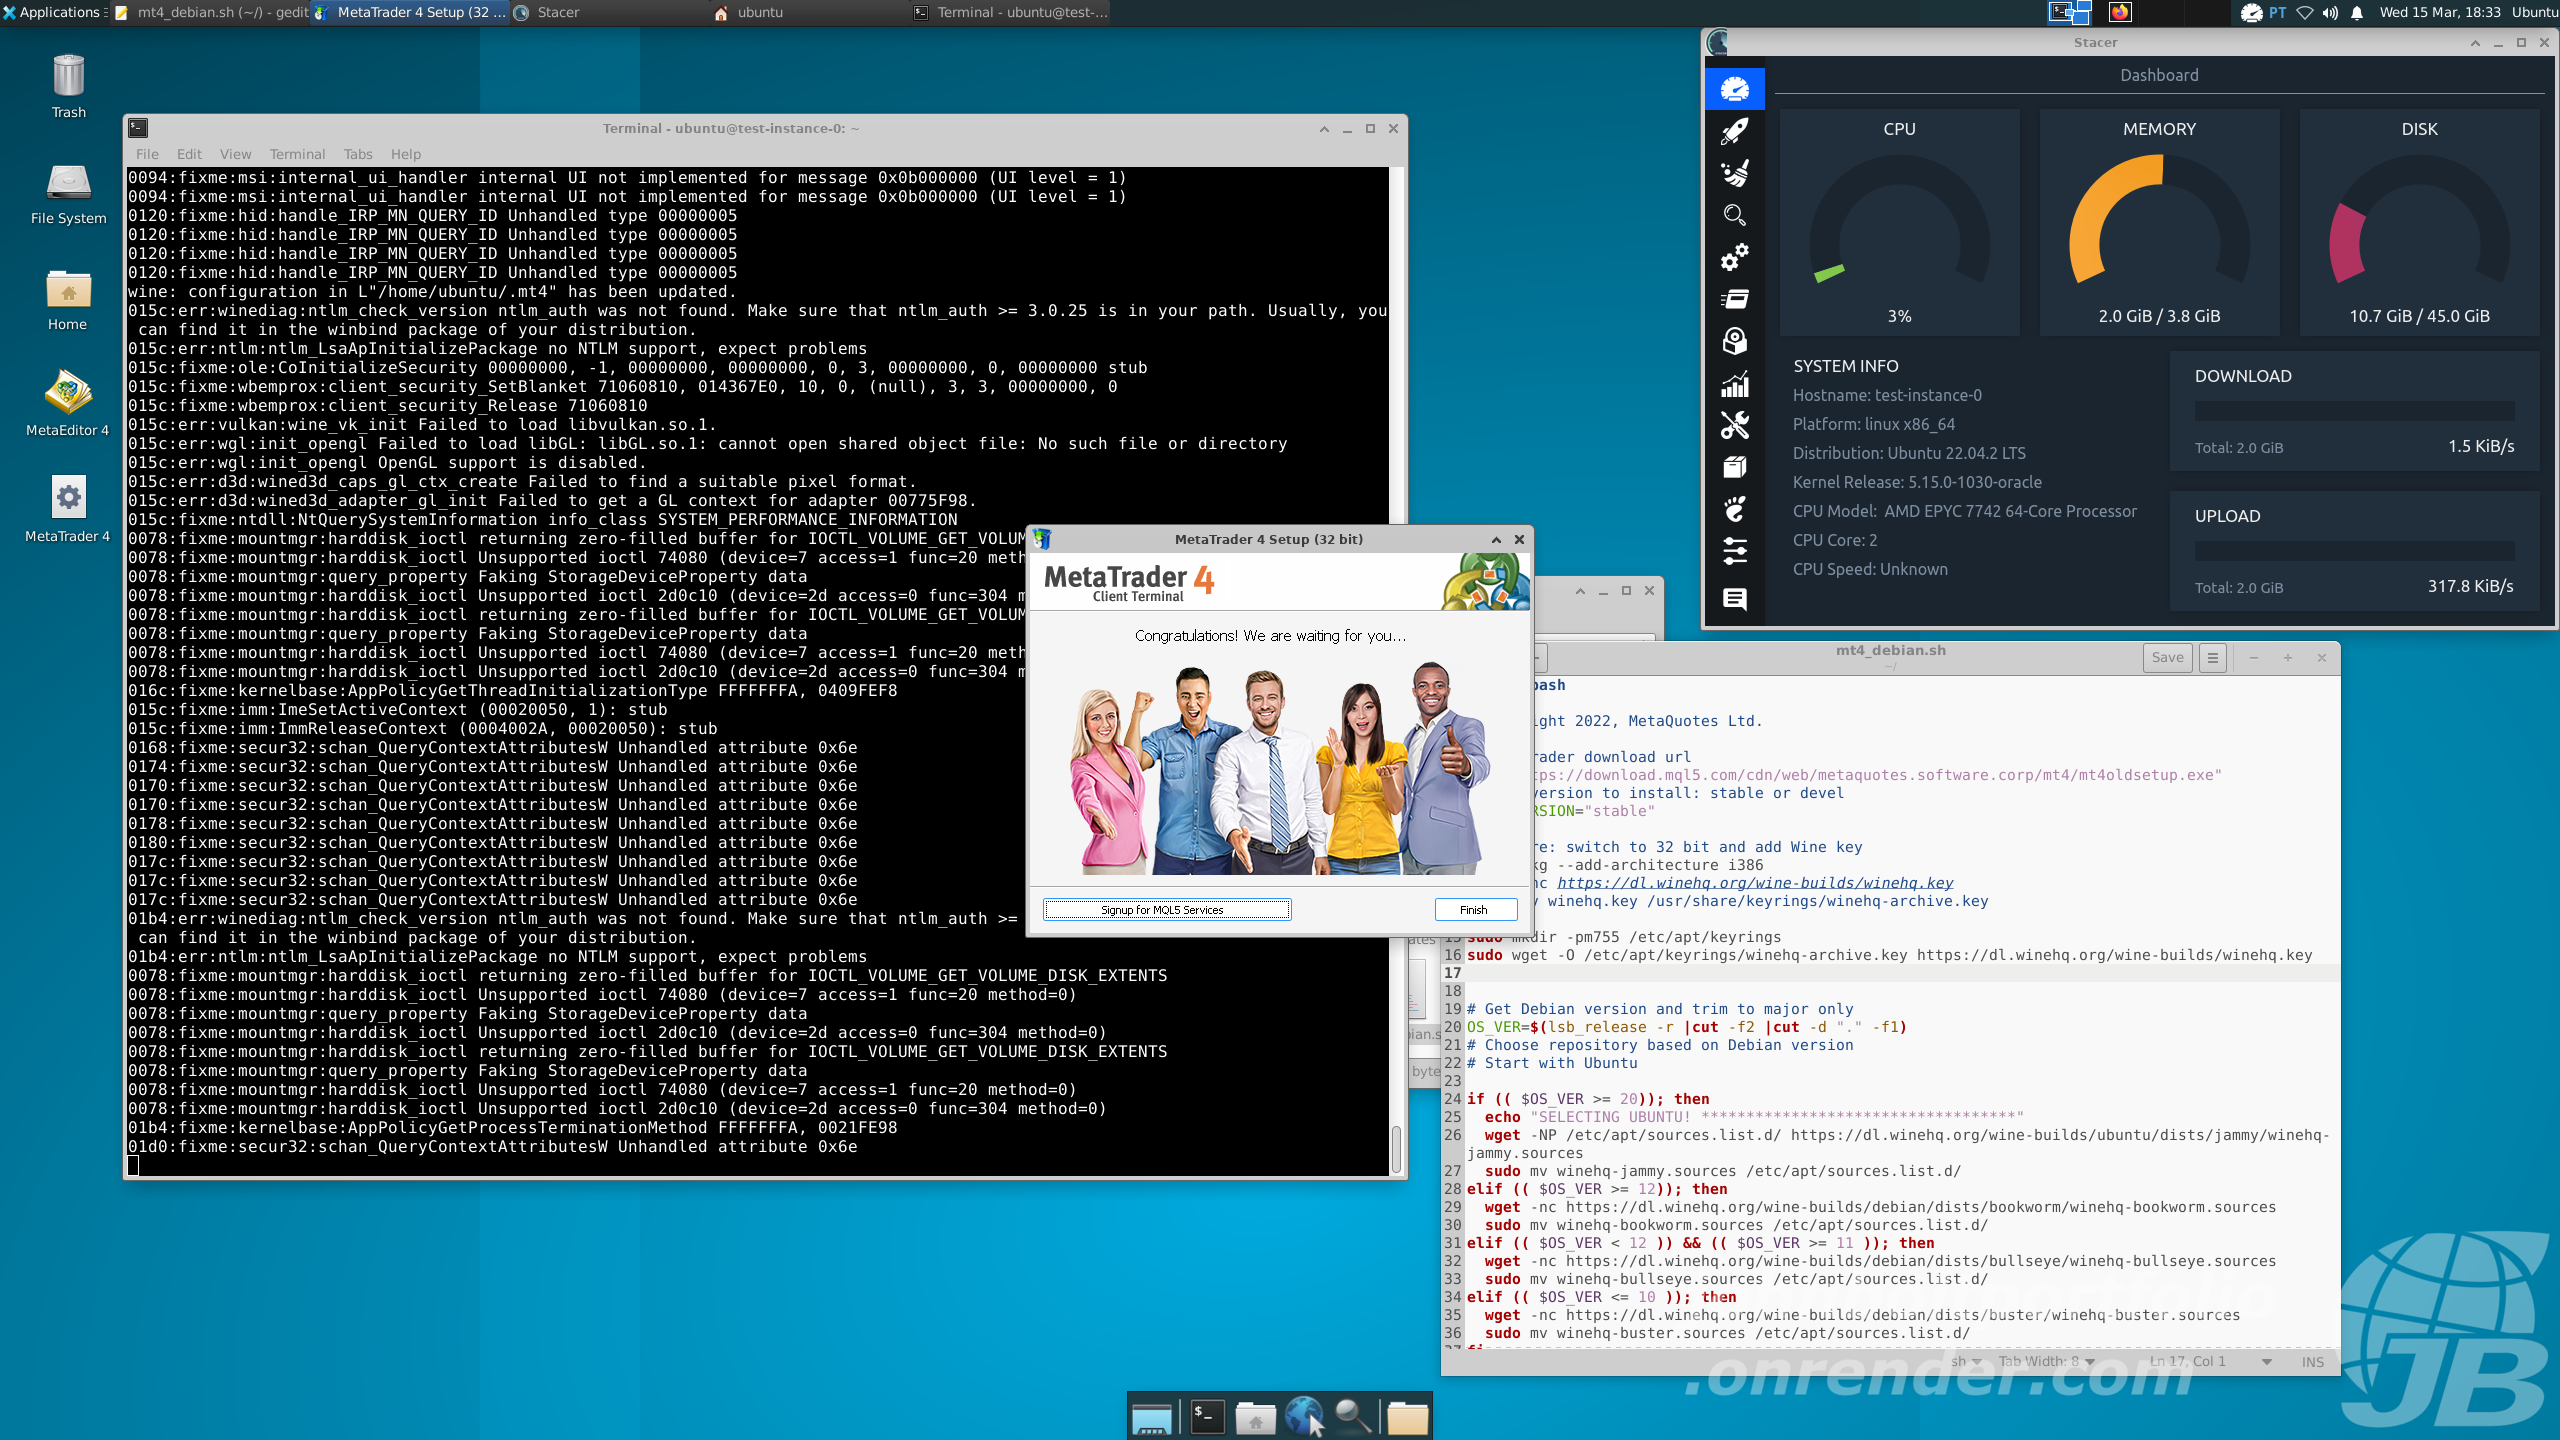 Applications
mt4_debian.sh (~/) - gedit
MetaTrader 4 Setup (32 ...
Stacer
ubuntu
Terminal - ubuntu@test-...
PT
Wed 15 Mar, 18:33
Ubuntu
Trash
File System
Home
MetaEditor 4
MetaTrader 4
Terminal - ubuntu@test-instance-0: ~
File Edit View Terminal Tabs Help
0094:fixme:msi:internal_ui_handler internal UI not implemented for message 0x0b000000 (UI level = 1)
0094:fixme:msi:internal_ui_handler internal UI not implemented for message 0x0b000000 (UI level = 1)
0120:fixme:hid:handle_IRP_MN_QUERY_ID Unhandled type 00000005
0120:fixme:hid:handle_IRP_MN_QUERY_ID Unhandled type 00000005
0120:fixme:hid:handle_IRP_MN_QUERY_ID Unhandled type 00000005
0120:fixme:hid:handle_IRP_MN_QUERY_ID Unhandled type 00000005
wine: configuration in L"/home/ubuntu/.mt4" has been updated.
015c:err:winediag:ntlm_check_version ntlm_auth was not found. Make sure that ntlm_auth >= 3.0.25 is in your path. Usually, you
can find it in the winbind package of your distribution.
015c:err:ntlm:ntlm_LsaApInitializePackage no NTLM support, expect problems
015c:fixme:ole:CoInitializeSecurity 00000000, -1, 00000000, 00000000, 0, 3, 00000000, 0, 00000000 stub
015c:fixme:wbemprox:client_security_SetBlanket 71060810, 014367E0, 10, 0, (null), 3, 3, 00000000, 0
015c:fixme:wbemprox:client_security_Release 71060810
015c:err:vulkan:wine_vk_init Failed to load libvulkan.so.1.
015c:err:wgl:init_opengl Failed to load libGL: libGL.so.1: cannot open shared object file: No such file or directory
015c:err:wgl:init_opengl OpenGL support is disabled.
015c:err:d3d:wined3d_caps_gl_ctx_create Failed to find a suitable pixel format.
015c:err:d3d:wined3d_adapter_gl_init Failed to get a GL context for adapter 00775F98.
015c:fixme:ntdll:NtQuerySystemInformation info_class SYSTEM_PERFORMANCE_INFORMATION
0078:fixme:mountmgr:harddisk_ioctl returning zero-filled buffer for IOCTL_VOLUME_GET_VOLUM
0078:fixme:mountmgr:harddisk_ioctl Unsupported ioctl 74080 (device=7 access=1 func=20 meth
0078:fixme:mountmgr:query_property Faking StorageDeviceProperty data
0078:fixme:mountmgr:harddisk_ioctl Unsupported ioctl 2d0c10 (device=2d access=0 func=304 m
0078:fixme:mountmgr:harddisk_ioctl returning zero-filled buffer for IOCTL_VOLUME_GET_VOLUM
0078:fixme:mountmgr:query_property Faking StorageDeviceProperty data
0078:fixme:mountmgr:harddisk_ioctl Unsupported ioctl 74080 (device=7 access=1 func=20 meth
0078:fixme:mountmgr:harddisk_ioctl Unsupported ioctl 2d0c10 (device=2d access=0 func=304 m
016c:fixme:kernelbase:AppPolicyGetThreadInitializationType FFFFFFFA, 0409FEF8
015c:fixme:imm:ImeSetActiveContext (00020050, 1): stub
015c:fixme:imm:ImmReleaseContext (0004002A, 00020050): stub
0168:fixme:secur32:schan_QueryContextAttributesW Unhandled attribute 0x6e
0174:fixme:secur32:schan_QueryContextAttributesW Unhandled attribute 0x6e
0170:fixme:secur32:schan_QueryContextAttributesW Unhandled attribute 0x6e
0170:fixme:secur32:schan_QueryContextAttributesW Unhandled attribute 0x6e
0178:fixme:secur32:schan_QueryContextAttributesW Unhandled attribute 0x6e
0180:fixme:secur32:schan_QueryContextAttributesW Unhandled attribute 0x6e
017c:fixme:secur32:schan_QueryContextAttributesW Unhandled attribute 0x6e
017c:fixme:secur32:schan_QueryContextAttributesW Unhandled attribute 0x6e
017c:fixme:secur32:schan_QueryContextAttributesW Unhandled attribute 0x6e
01b4:err:winediag:ntlm_check_version ntlm_auth was not found. Make sure that ntlm_auth >=
can find it in the winbind package of your distribution.
01b4:err:ntlm:ntlm_LsaApInitializePackage no NTLM support, expect problems
0078:fixme:mountmgr:harddisk_ioctl returning zero-filled buffer for IOCTL_VOLUME_GET_VOLUME_DISK_EXTENTS
0078:fixme:mountmgr:harddisk_ioctl Unsupported ioctl 74080 (device=7 access=1 func=20 method=0)
0078:fixme:mountmgr:query_property Faking StorageDeviceProperty data
0078:fixme:mountmgr:harddisk_ioctl Unsupported ioctl 2d0c10 (device=2d access=0 func=304 method=0)
0078:fixme:mountmgr:harddisk_ioctl returning zero-filled buffer for IOCTL_VOLUME_GET_VOLUME_DISK_EXTENTS
0078:fixme:mountmgr:query_property Faking StorageDeviceProperty data
0078:fixme:mountmgr:harddisk_ioctl Unsupported ioctl 74080 (device=7 access=1 func=20 method=0)
0078:fixme:mountmgr:harddisk_ioctl Unsupported ioctl 2d0c10 (device=2d access=0 func=304 method=0)
01b4:fixme:kernelbase:AppPolicyGetProcessTerminationMethod FFFFFFFA, 0021FE98
01d0:fixme:secur32:schan_QueryContextAttributesW Unhandled attribute 0x6e
MetaTrader 4 Setup (32 bit)
MetaTrader 4
Client Terminal
Congratulations! We are waiting for you...
Signup for MQL5 Services
Finish
Stacer
Dashboard
CPU
3%
MEMORY
2.0 GiB / 3.8 GiB
DISK
10.7 GiB / 45.0 GiB
SYSTEM INFO
Hostname: test-instance-0
Platform: linux x86_64
Distribution: Ubuntu 22.04.2 LTS
Kernel Release: 5.15.0-1030-oracle
CPU Model: AMD EPYC 7742 64-Core Processor
CPU Core: 2
CPU Speed: Unknown
DOWNLOAD
Total: 2.0 GiB
1.5 KiB/s
UPLOAD
Total: 2.0 GiB
317.8 KiB/s
mt4_debian.sh
~/
Save
bash
ight 2022, MetaQuotes Ltd.
rader download url
tps://download.mql5.com/cdn/web/metaquotes.software.corp/mt4/mt4oldsetup.exe"
version to install: stable or devel
RSION="stable"
re: switch to 32 bit and add Wine key
kg --add-architecture i386
nc https://dl.winehq.org/wine-builds/winehq.key
v winehq.key /usr/share/keyrings/winehq-archive.key
15 sudo mkdir -pm755 /etc/apt/keyrings
16 sudo wget -O /etc/apt/keyrings/winehq-archive.key https://dl.winehq.org/wine-builds/winehq.key
17
18
19 # Get Debian version and trim to major only
20 OS_VER=$(lsb_release -r |cut -f2 |cut -d "." -f1)
21 # Choose repository based on Debian version
22 # Start with Ubuntu
23
24 if (( $OS_VER >= 20)); then
25 echo "SELECTING UBUNTU! ***********************************"
26 wget -NP /etc/apt/sources.list.d/ https://dl.winehq.org/wine-builds/ubuntu/dists/jammy/winehq-
jammy.sources
27 sudo mv winehq-jammy.sources /etc/apt/sources.list.d/
28 elif (( $OS_VER >= 12)); then
29 wget -nc https://dl.winehq.org/wine-builds/debian/dists/bookworm/winehq-bookworm.sources
30 sudo mv winehq-bookworm.sources /etc/apt/sources.list.d/
31 elif (( $OS_VER < 12 )) && (( $OS_VER >= 11 )); then
32 wget -nc https://dl.winehq.org/wine-builds/debian/dists/bullseye/winehq-bullseye.sources
33 sudo mv winehq-bullseye.sources /etc/apt/sources.list.d/
34 elif (( $OS_VER <= 10 )); then
35 wget -nc https://dl.winehq.org/wine-builds/debian/dists/buster/winehq-buster.sources
36 sudo mv winehq-buster.sources /etc/apt/sources.list.d/
sh
Tab Width: 8
Ln 17, Col 1
INS
ates
ian.s
byte
.onrender.com
JB